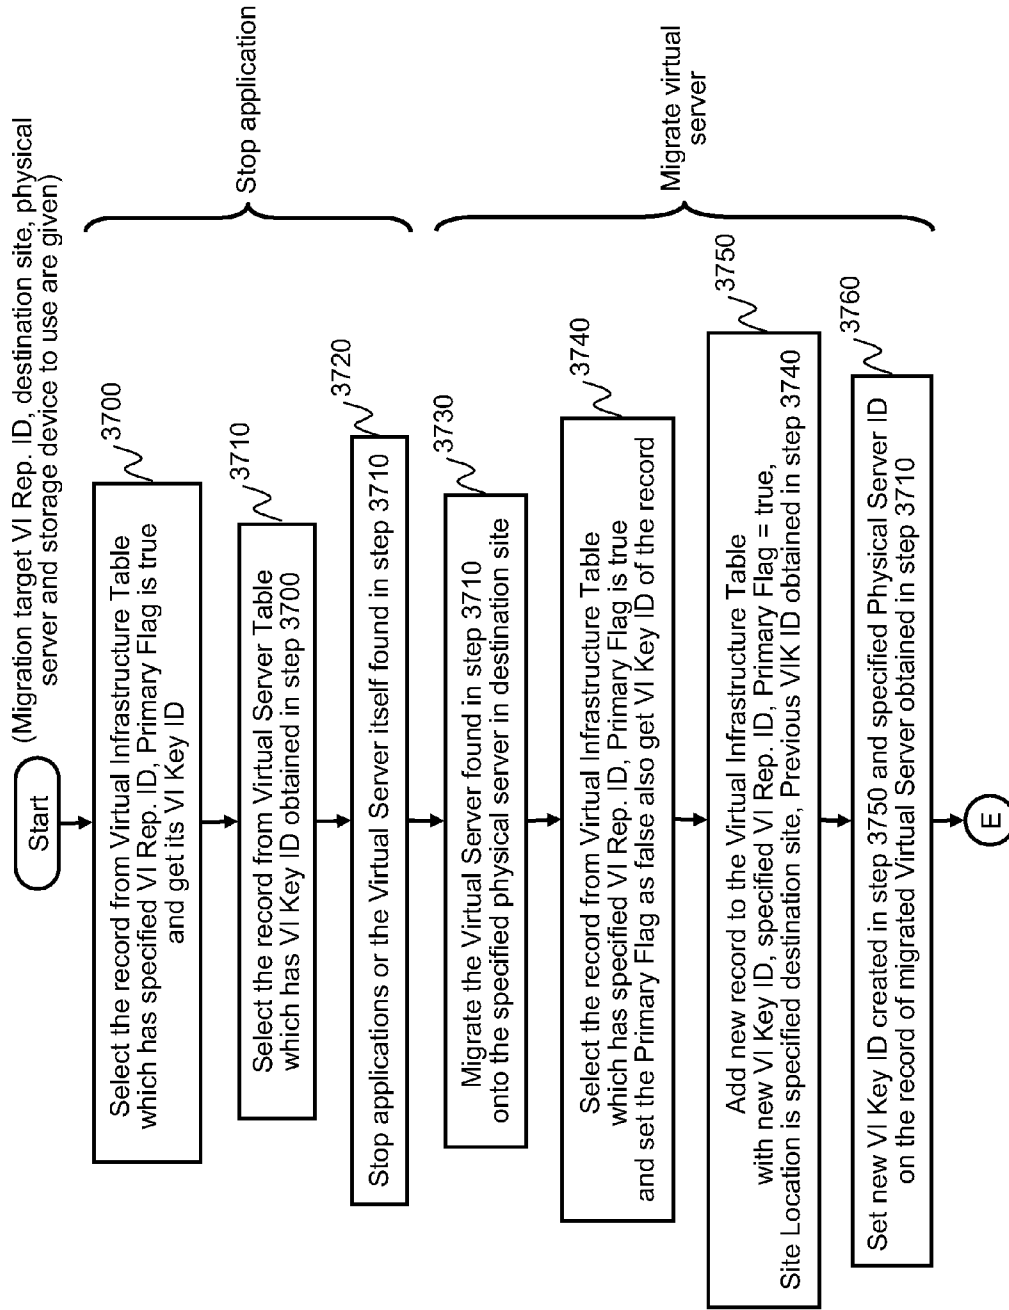 Start
(Migration target VI Rep. ID, destination site, physical
server and storage device to use are given)
3700
Select the record from Virtual Infrastructure Table
which has specified VI Rep. ID, Primary Flag is true
and get its VI Key ID
3710
Select the record from Virtual Server Table
which has VI Key ID obtained in step 3700
3720
Stop applications or the Virtual Server itself found in step 3710
Stop application
3730
Migrate the Virtual Server found in step 3710
onto the specified physical server in destination site
3740
Select the record from Virtual Infrastructure Table
which has specified VI Rep. ID, Primary Flag is true
and set the Primary Flag as false also get VI Key ID of the record
3750
Add new record to the Virtual Infrastructure Table
with new VI Key ID, specified VI Rep. ID, Primary Flag = true,
Site Location is specified destination site, Previous VIK ID obtained in step 3740
3760
Set new VI Key ID created in step 3750 and specified Physical Server ID
on the record of migrated Virtual Server obtained in step 3710
Migrate virtual
server
E